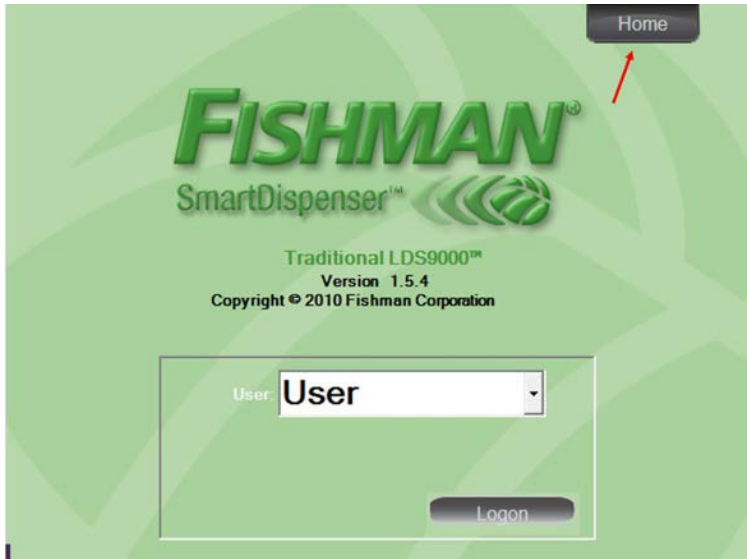 Home
FISHMAN®
SmartDispenser™
Traditional LDS9000™
Version 1.5.4
Copyright © 2010 Fishman Corporation
User: User
Logon